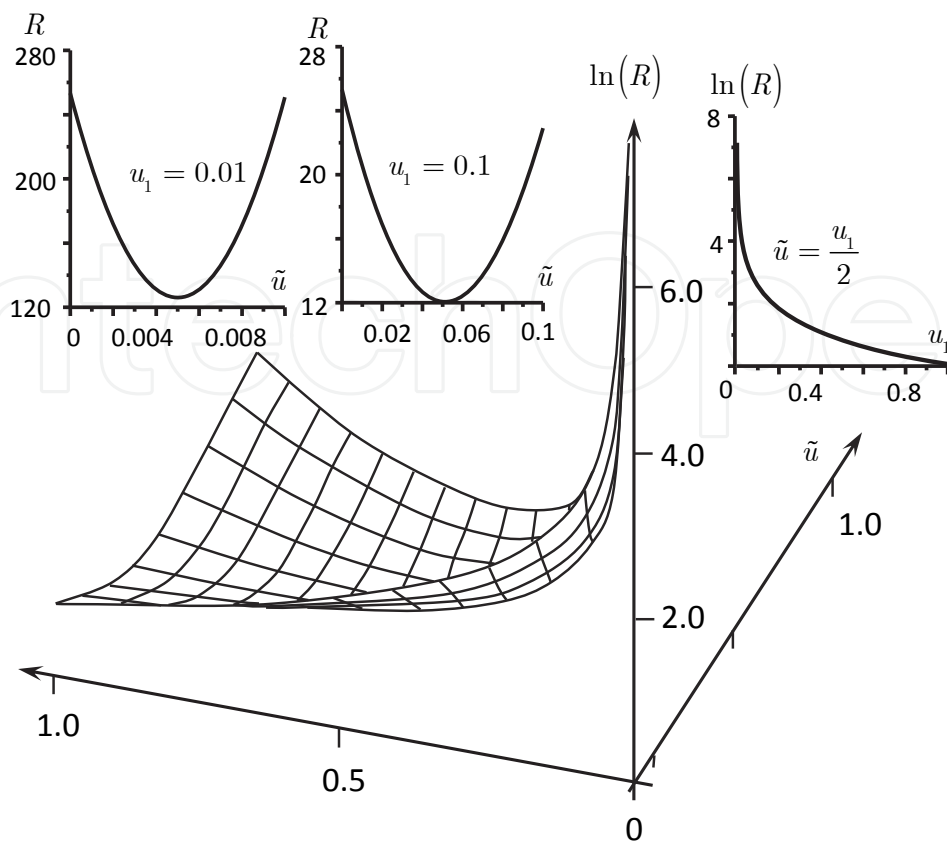 R
280
200
120
u₁ = 0.01
ũ
0 0.004 0.008
R
28
20
12
u₁ = 0.1
ũ
0.02 0.06 0.1
ln(R)
6.0
4.0
2.0
ln(R)
8
4
ũ = u₁/2
u₁
0 0.4 0.8
ũ
1.0
1.0
0.5
0
ntechOpe